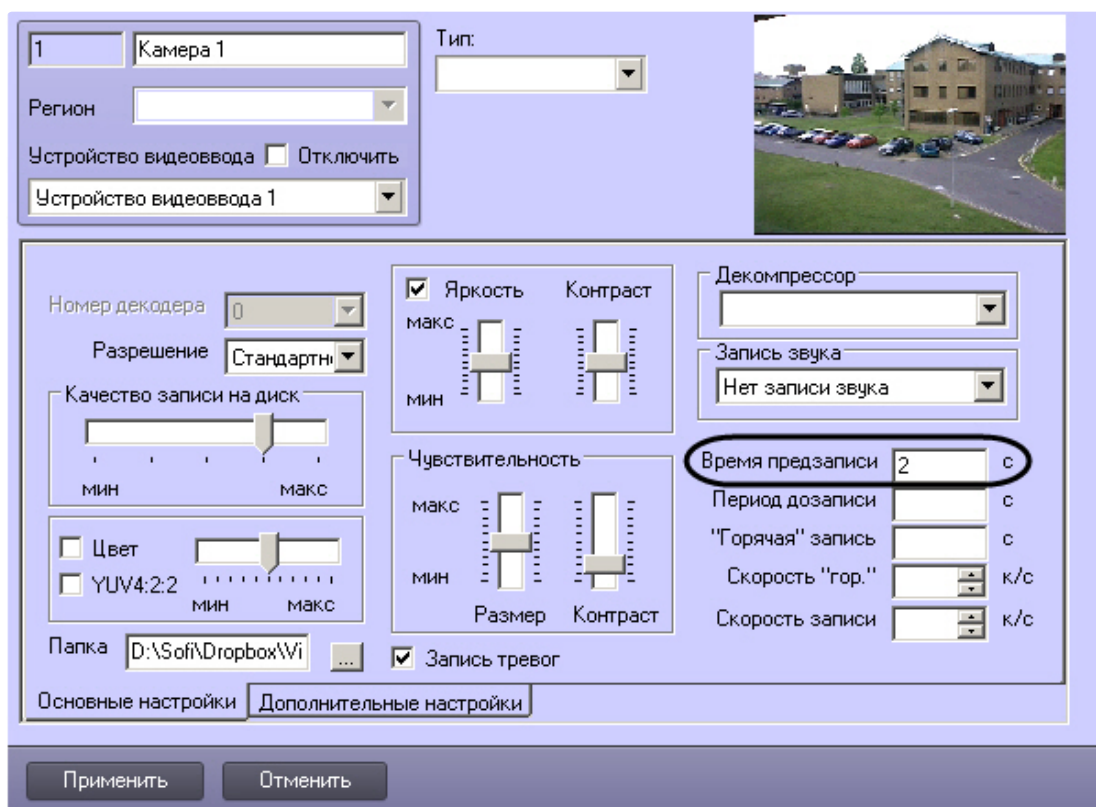 1
Камера 1
Тип:
Регион
Устройство видеоввода
Отключить
Устройство видеоввода 1
Номер декодера
0
Разрешение
Стандартн
Качество записи на диск
мин
макс
Цвет
YUV4:2:2
мин
макс
Папка
D:\Sofi\Dropbox\Vi
...
Яркость
Контраст
макс
мин
Чувствительность
макс
мин
Размер
Контраст
Запись тревог
Декомпрессор
Запись звука
Нет записи звука
Время предзаписи 2 с
Период дозаписи с
"Горячая" запись с
Скорость "гор." к/с
Скорость записи к/с
Основные настройки
Дополнительные настройки
Применить
Отменить